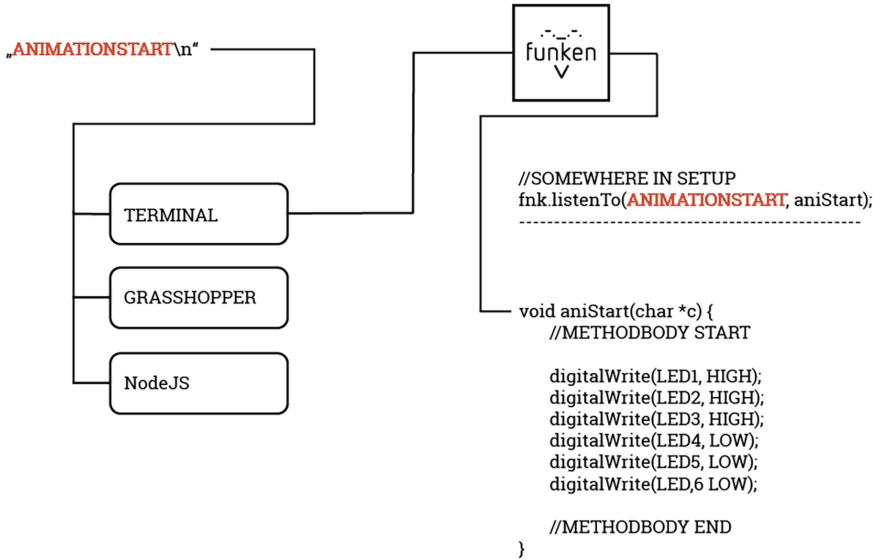 „ANIMATIONSTART\n“
funken
TERMINAL
GRASSHOPPER
NodeJS
//SOMEWHERE IN SETUP
fnk.listenTo(ANIMATIONSTART, aniStart);
void aniStart(char *c) {
//METHODBODY START
digitalWrite(LED1, HIGH);
digitalWrite(LED2, HIGH);
digitalWrite(LED3, HIGH);
digitalWrite(LED4, LOW);
digitalWrite(LED5, LOW);
digitalWrite(LED,6 LOW);
//METHODBODY END
}